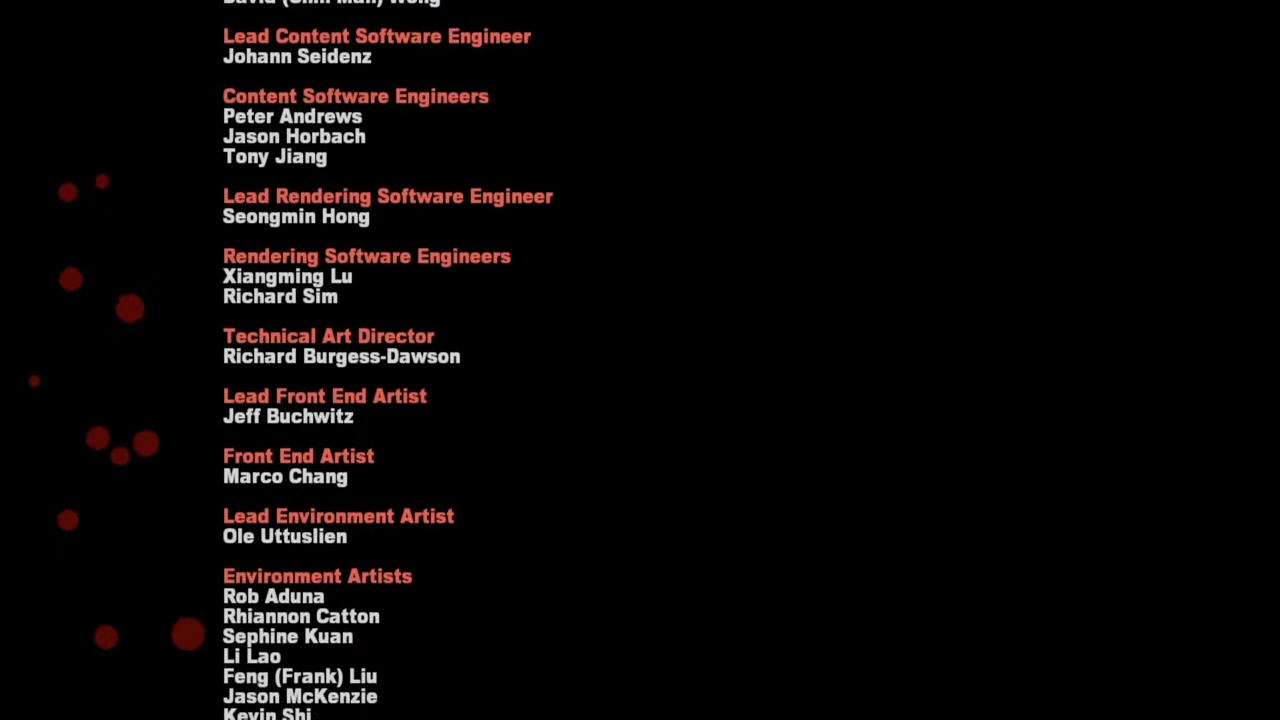 Lead Content Software Engineer
Johann Seidenz
Content Software Engineers
Peter Andrews
Jason Horbach
Tony Jiang
Lead Rendering Software Engineer
Seongmin Hong
Rendering Software Engineers
Xiangming Lu
Richard Sim
Technical Art Director
Richard Burgess-Dawson
Lead Front End Artist
Jeff Buchwitz
Front End Artist
Marco Chang
Lead Environment Artist
Ole Uttuslien
Environment Artists
Rob Aduna
Rhiannon Catton
Sephine Kuan
Li Lao
Feng (Frank) Liu
Jason McKenzie
Kevin Shi